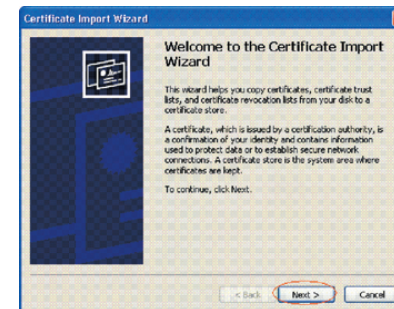 Certificate Import Wizard
Welcome to the Certificate Import
Wizard
This wizard helps you copy certificates, certificate trust
lists, and certificate revocation lists from your disk to a
certificate store.
A certificate, which is issued by a certification authority, is
a confirmation of your identity and contains information
used to protect data or to establish secure network
connections. A certificate store is the system area where
certificates are kept.
To continue, click Next.
< Back
Next >
Cancel